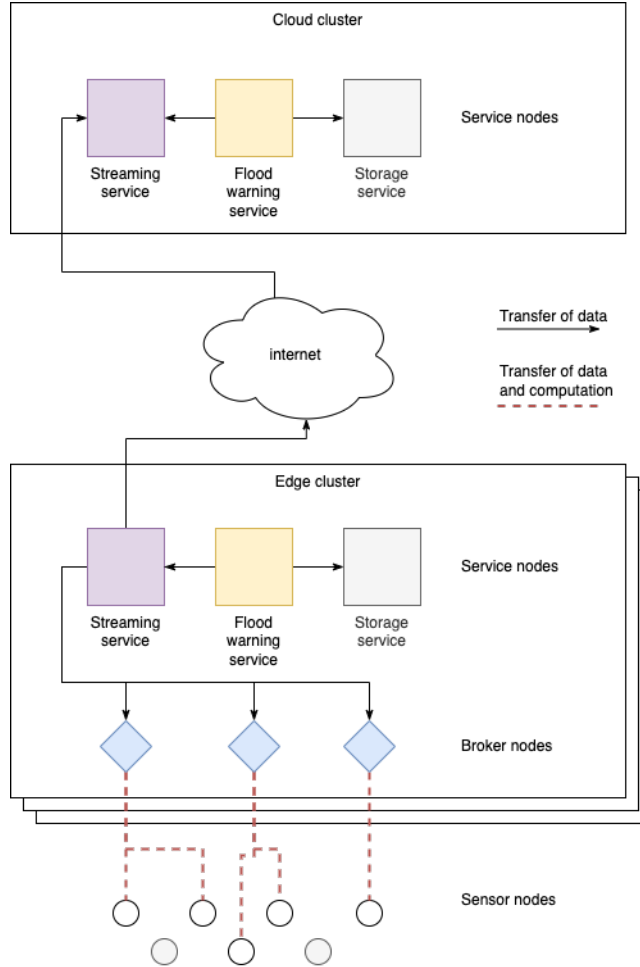 Cloud cluster
Service nodes
Streaming
service
Flood
warning
service
Storage
service
internet
Transfer of data
Transfer of data
and computation
Edge cluster
Service nodes
Streaming
service
Flood
warning
service
Storage
service
Broker nodes
Sensor nodes